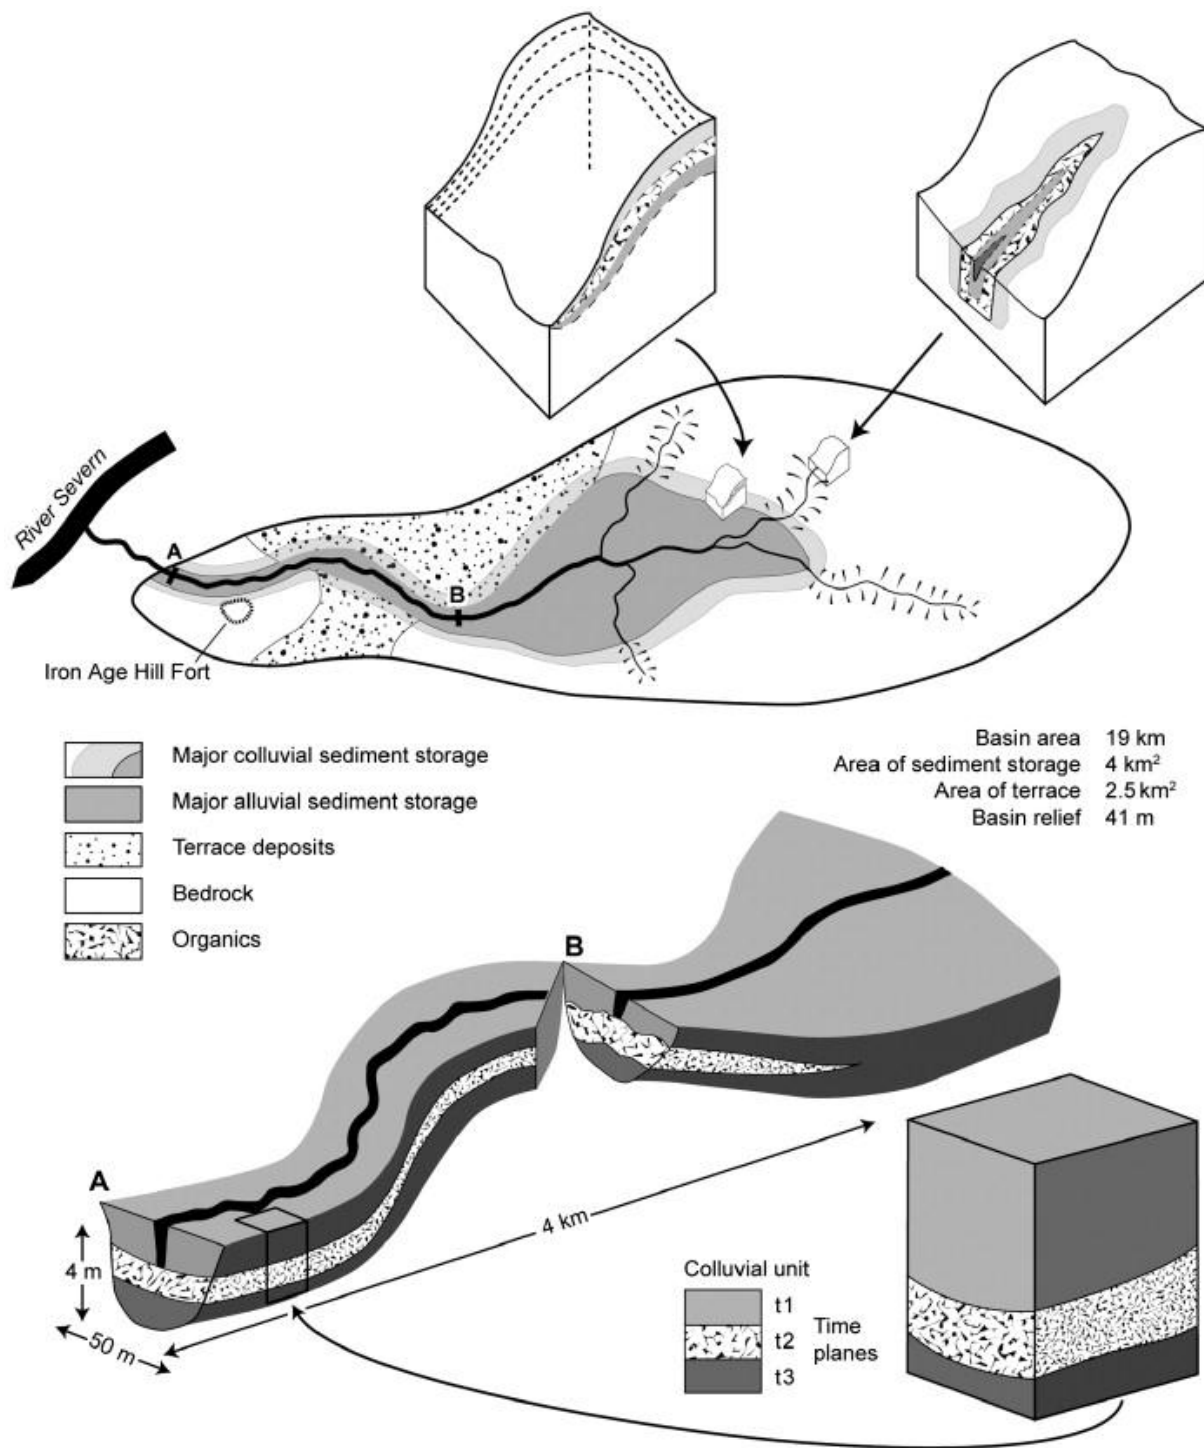 River Severn
A
B
Iron Age Hill Fort
Major colluvial sediment storage
Major alluvial sediment storage
Terrace deposits
Bedrock
Organics
Basin area 19 km
Area of sediment storage 4 km²
Area of terrace 2.5 km²
Basin relief 41 m
B
A
4 m
50 m
4 km
Colluvial unit
t1
t2
t3
Time
planes